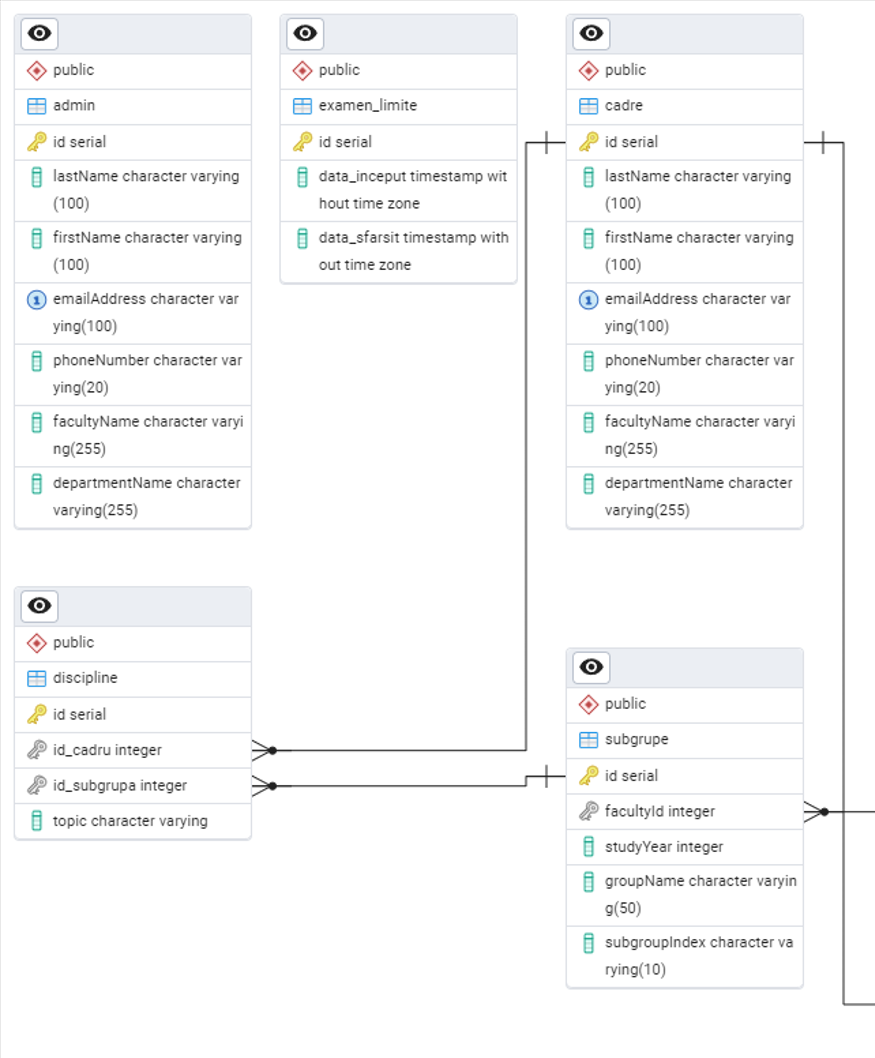 public
admin
id serial
lastName character varying
(100)
firstName character varying
(100)
emailAddress character var
ying(100)
phoneNumber character var
ying(20)
facultyName character varyi
ng(255)
departmentName character
varying(255)
public
examen_limite
id serial
data_inceput timestamp wit
hout time zone
data_sfarsit timestamp with
out time zone
public
cadre
id serial
lastName character varying
(100)
firstName character varying
(100)
emailAddress character var
ying(100)
phoneNumber character var
ying(20)
facultyName character varyi
ng(255)
departmentName character
varying(255)
public
discipline
id serial
id_cadru integer
id_subgrupa integer
topic character varying
public
subgrupe
id serial
facultyId integer
studyYear integer
groupName character varyin
g(50)
subgroupIndex character va
rying(10)